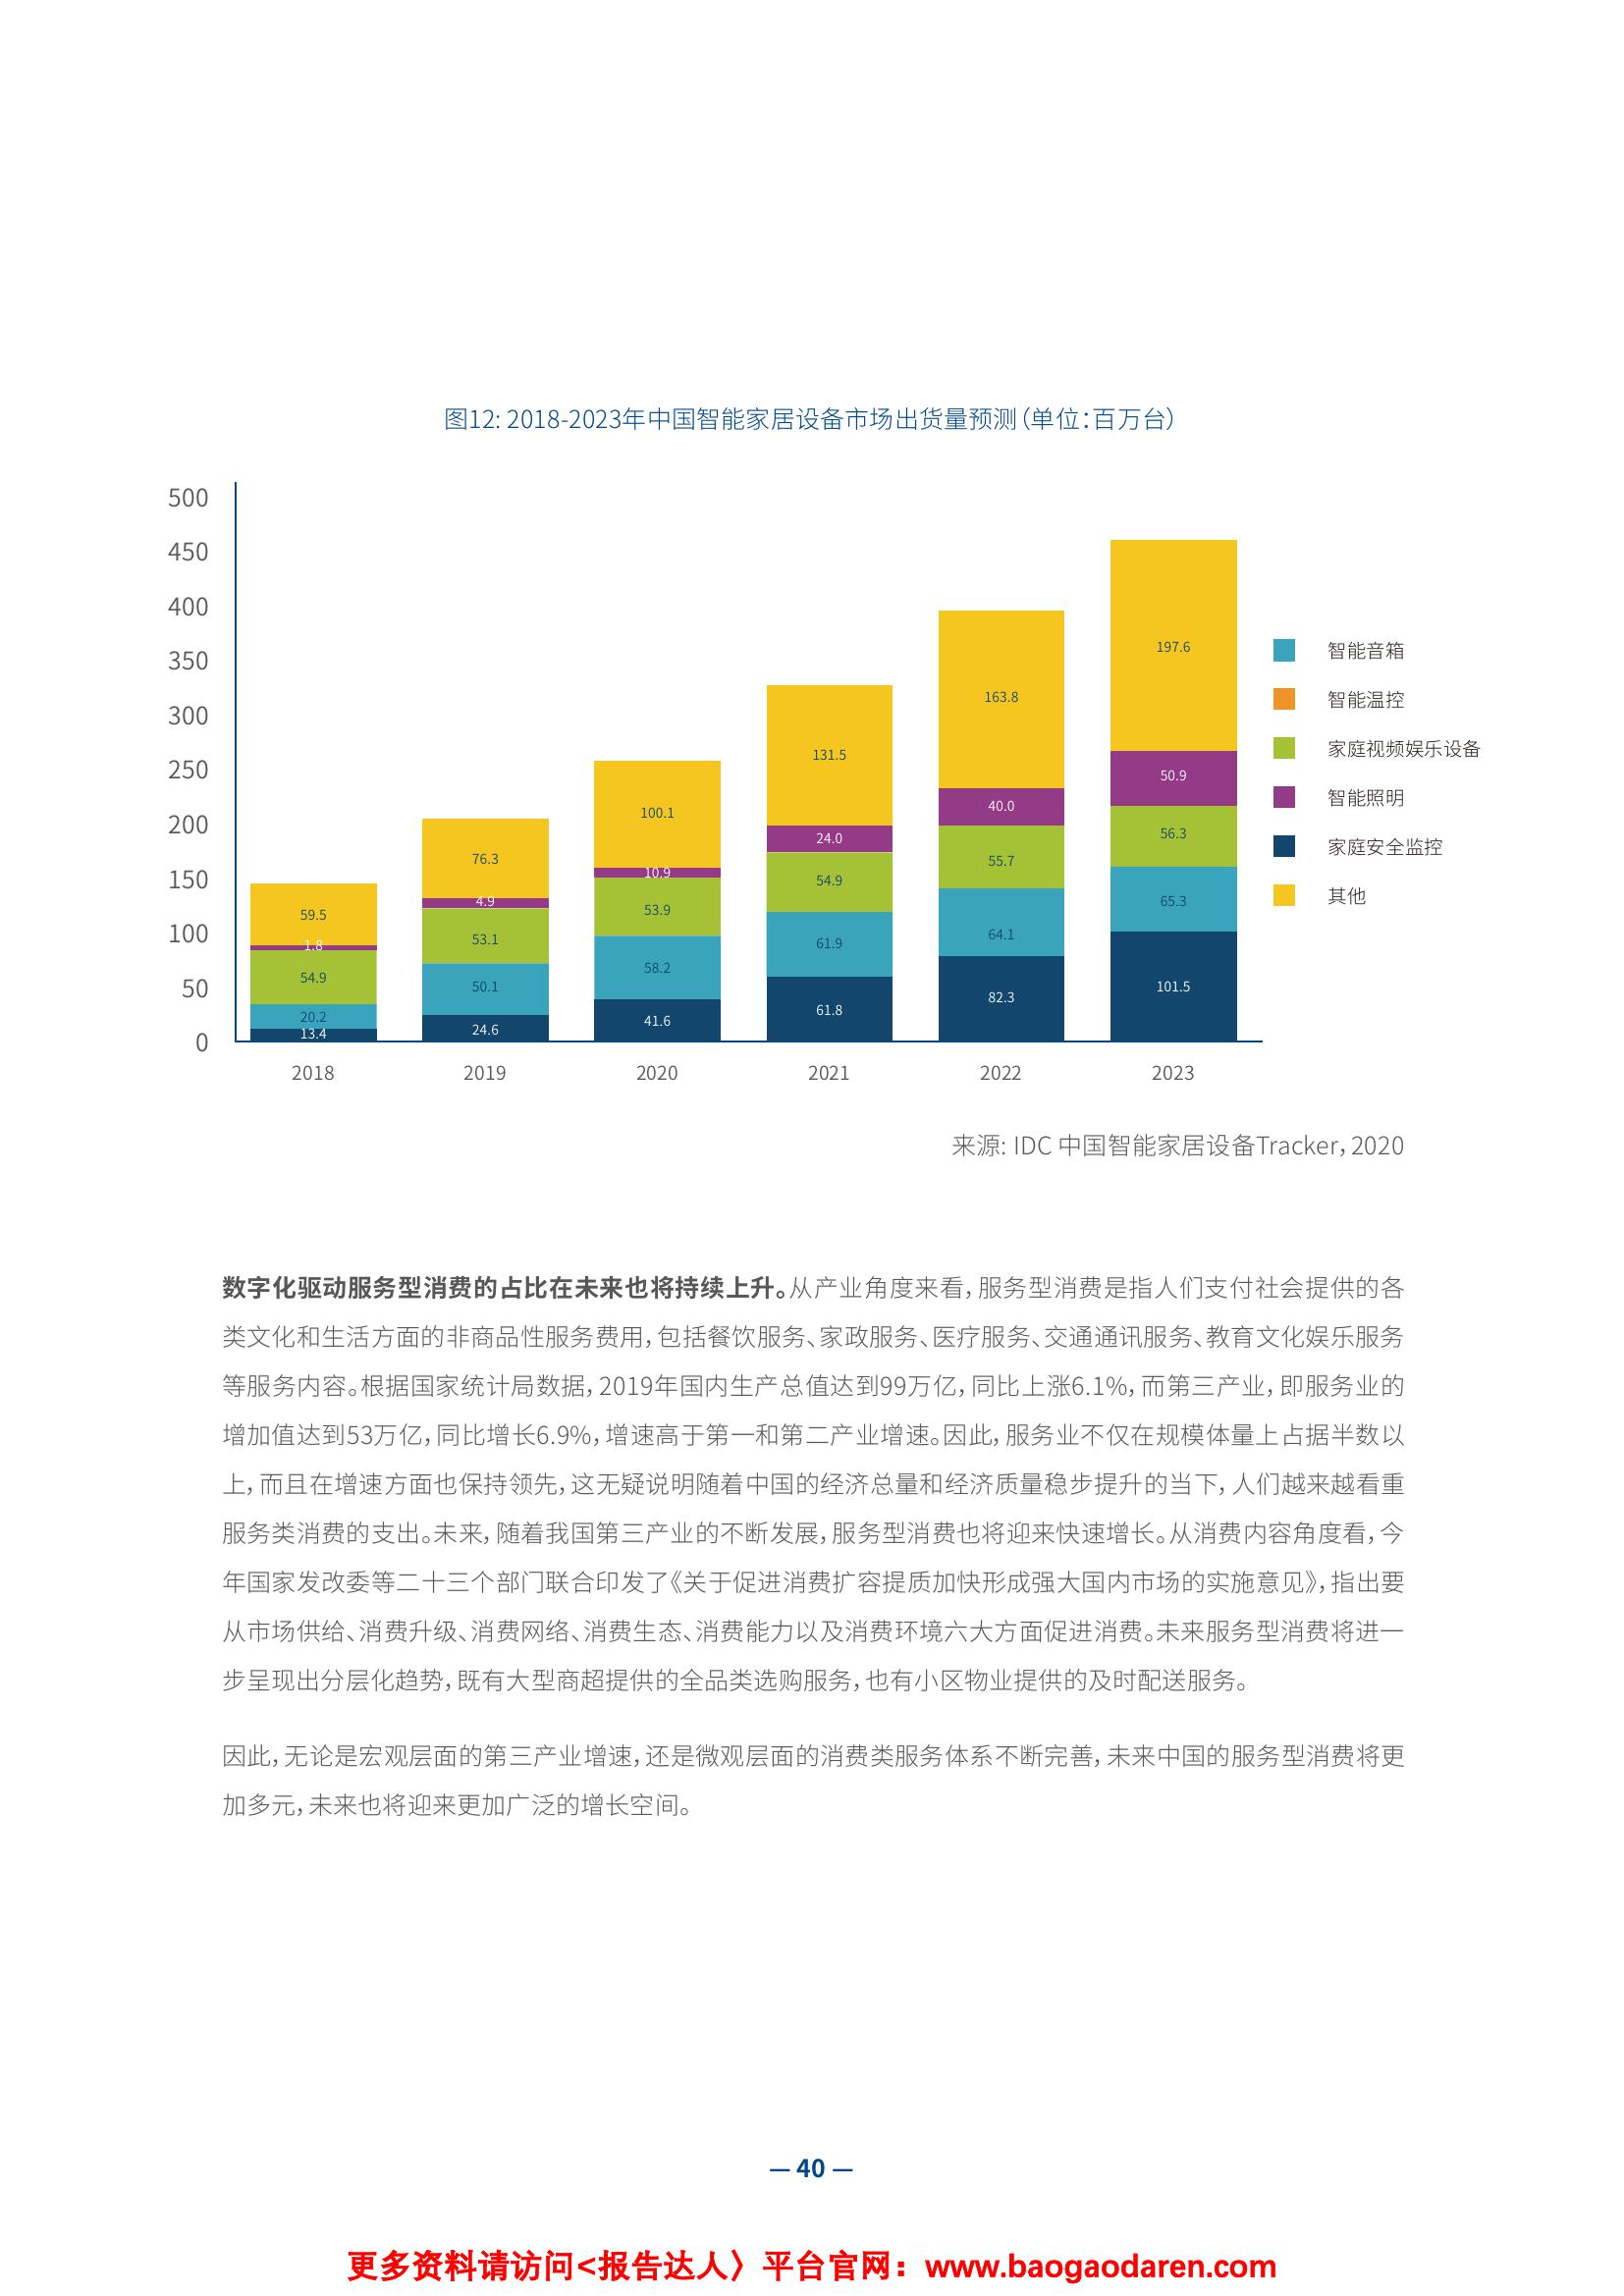 图12: 2018-2023年中国智能家居设备市场出货量预测（单位：百万台）
500
450
400
350
300
250
200
150
100
50
0
59.5
1.8
54.9
20.2
13.4
76.3
4.9
53.1
50.1
24.6
100.1
10.9
53.9
58.2
41.6
131.5
24.0
54.9
61.9
61.8
163.8
40.0
55.7
64.1
82.3
197.6
50.9
56.3
65.3
101.5
2018
2019
2020
2021
2022
2023
智能音箱
智能温控
家庭视频娱乐设备
智能照明
家庭安全监控
其他
来源: IDC 中国智能家居设备Tracker，2020
数字化驱动服务型消费的占比在未来也将持续上升。从产业角度来看，服务型消费是指人们支付社会提供的各
类文化和生活方面的非商品性服务费用，包括餐饮服务、家政服务、医疗服务、交通通讯服务、教育文化娱乐服务
等服务内容。根据国家统计局数据，2019年国内生产总值达到99万亿，同比上涨6.1%，而第三产业，即服务业的
增加值达到53万亿，同比增长6.9%，增速高于第一和第二产业增速。因此，服务业不仅在规模体量上占据半数以
上，而且在增速方面也保持领先，这无疑说明随着中国的经济总量和经济质量稳步提升的当下，人们越来越看重
服务类消费的支出。未来，随着我国第三产业的不断发展，服务型消费也将迎来快速增长。从消费内容角度看，今
年国家发改委等二十三个部门联合印发了《关于促进消费扩容提质加快形成强大国内市场的实施意见》，指出要
从市场供给、消费升级、消费网络、消费生态、消费能力以及消费环境六大方面促进消费。未来服务型消费将进一
步呈现出分层化趋势，既有大型商超提供的全品类选购服务，也有小区物业提供的及时配送服务。
因此，无论是宏观层面的第三产业增速，还是微观层面的消费类服务体系不断完善，未来中国的服务型消费将更
加多元，未来也将迎来更加广泛的增长空间。
— 40 —
更多资料请访问<报告达人〉平台官网：www.baogaodaren.com